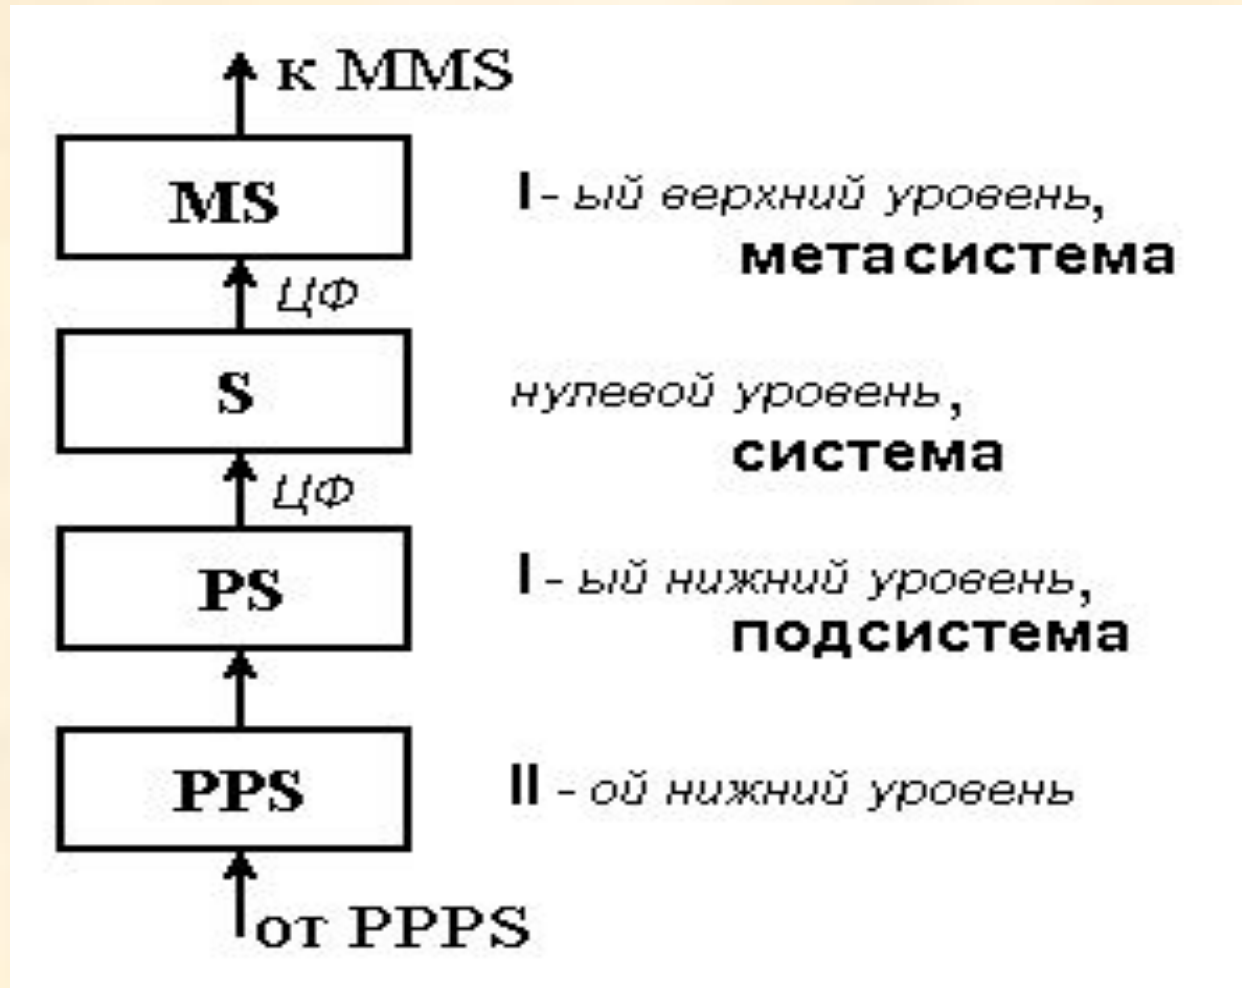 к MMS
MS
I - ый верхний уровень,
метасистема
ЦФ
S
нулевой уровень,
система
ЦФ
PS
I - ый нижний уровень,
подсистема
PPS
II - ой нижний уровень
от PPPS